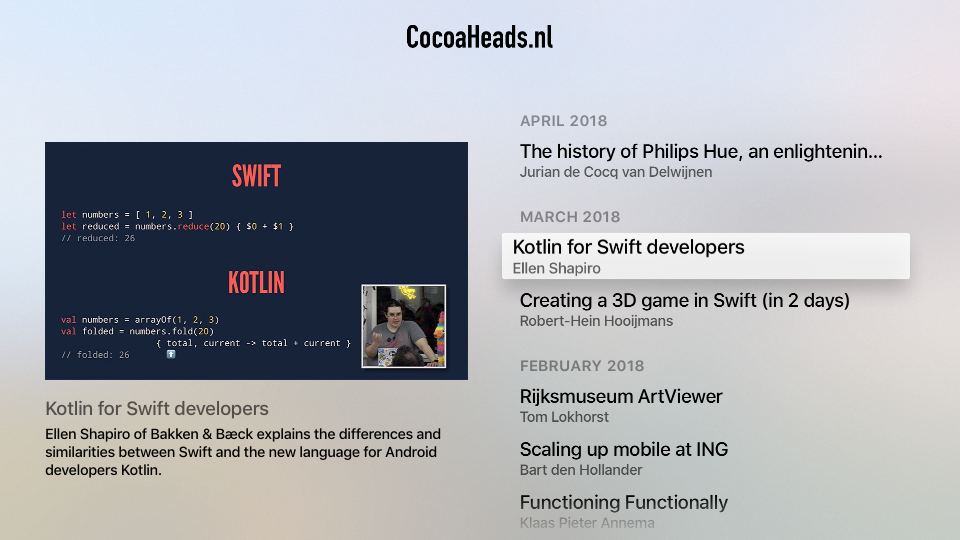 CocoaHeads.nl
SWIFT
let numbers = [ 1, 2, 3 ]
let reduced = numbers.reduce(20) { $0 + $1 }
// reduced: 26
KOTLIN
val numbers = arrayOf(1, 2, 3)
val folded = numbers.fold(20)
{ total, current -> total + current }
// folded: 26
Kotlin for Swift developers
Ellen Shapiro of Bakken & Bæck explains the differences and
similarities between Swift and the new language for Android
developers Kotlin.
APRIL 2018
The history of Philips Hue, an enlightenin...
Jurian de Cocq van Delwijnen
MARCH 2018
Kotlin for Swift developers
Ellen Shapiro
Creating a 3D game in Swift (in 2 days)
Robert-Hein Hooijmans
FEBRUARY 2018
Rijksmuseum ArtViewer
Tom Lokhorst
Scaling up mobile at ING
Bart den Hollander
Functioning Functionally
Klaas Pieter Annema